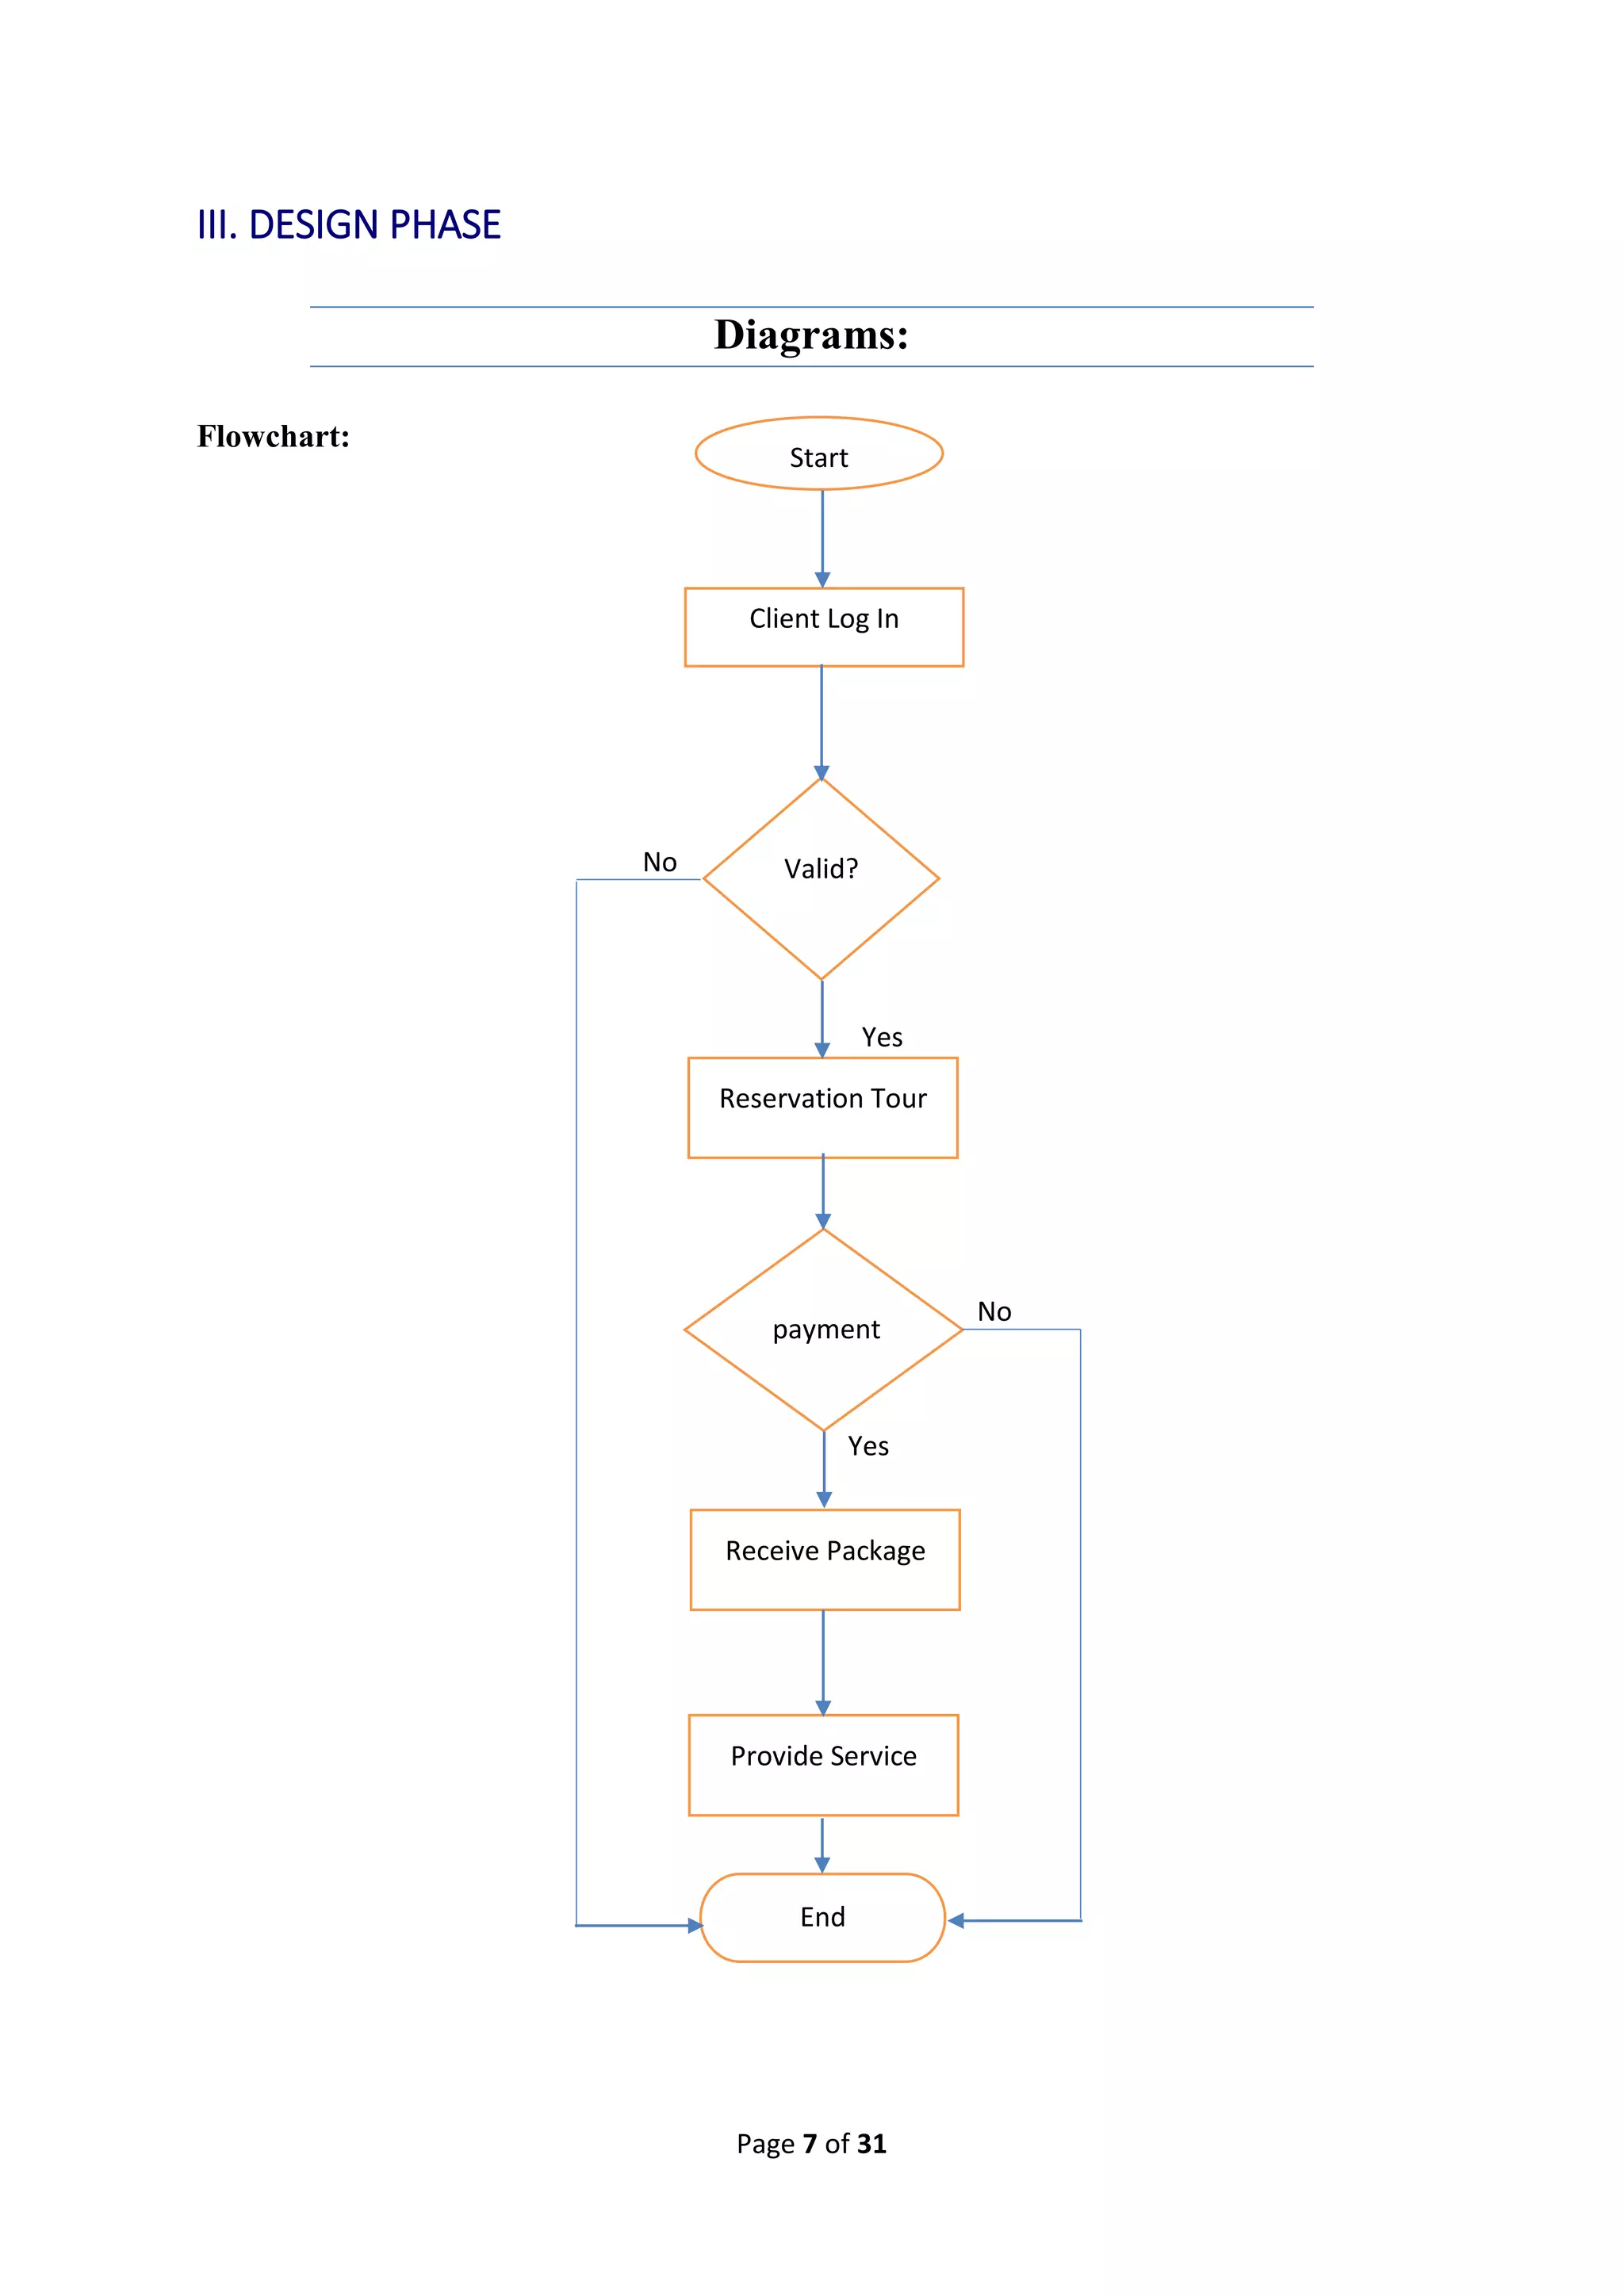 III. DESIGN PHASE
Diagrams:
Flowchart:
Start
Client Log In
Valid?
No
Yes
Reservation Tour
payment
No
Yes
Receive Package
Provide Service
End
Page 7 of 31